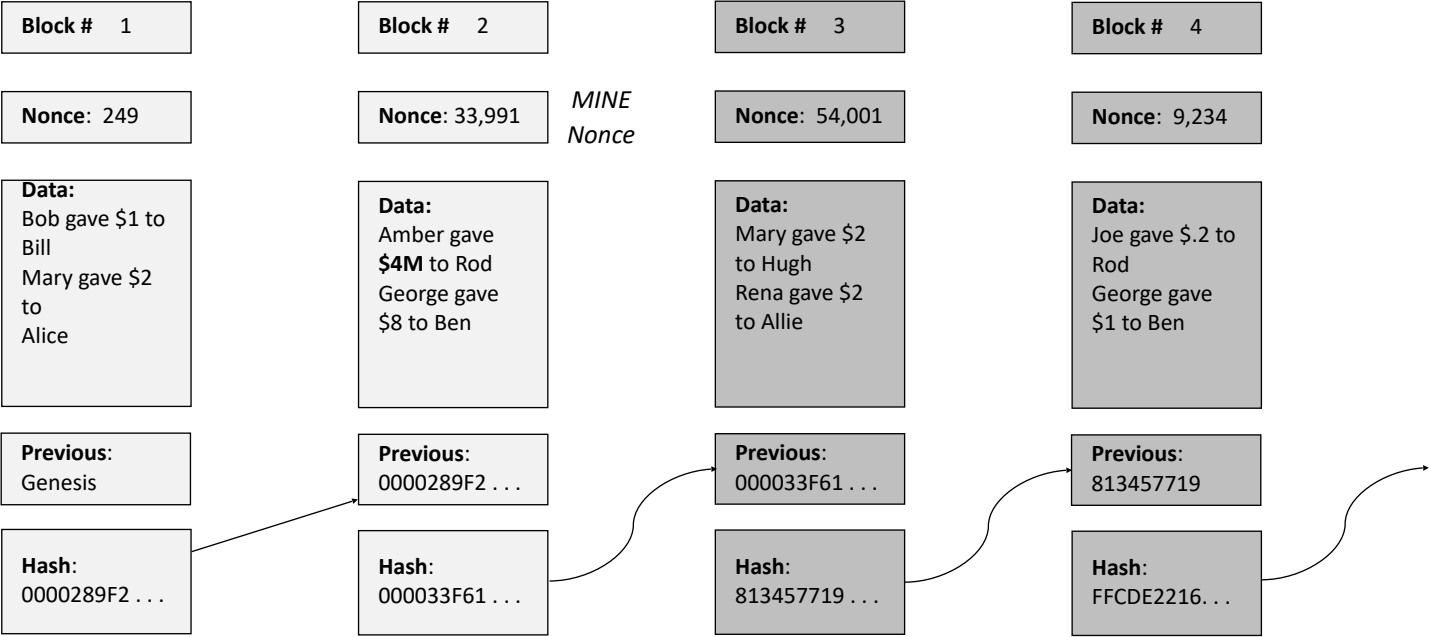 Block # 1
Nonce: 249
Data:
Bob gave $1 to
Bill
Mary gave $2
to
Alice
Previous:
Genesis
Hash:
0000289F2 . . .
Block # 2
Nonce: 33,991
MINE
Nonce
Data:
Amber gave
$4M to Rod
George gave
$8 to Ben
Previous:
0000289F2 . . .
Hash:
000033F61 . . .
Block # 3
Nonce: 54,001
Data:
Mary gave $2
to Hugh
Rena gave $2
to Allie
Previous:
000033F61 . . .
Hash:
813457719 . . .
Block # 4
Nonce: 9,234
Data:
Joe gave $.2 to
Rod
George gave
$1 to Ben
Previous:
813457719
Hash:
FFCDE2216. . .